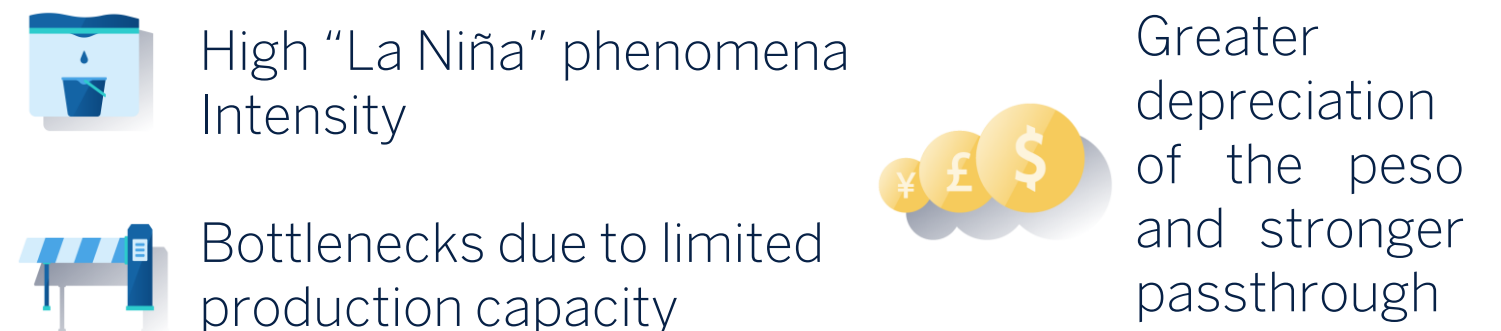 High “La Niña” phenomena
Intensity
Bottlenecks due to limited
production capacity
¥
£
$
Greater
depreciation
of the peso
and stronger
passthrough